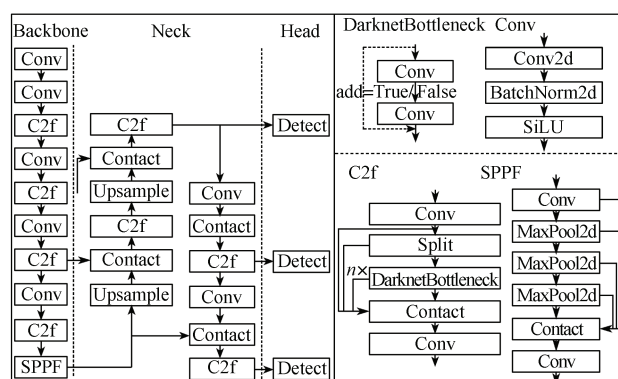 Backbone
Neck
Head
Conv
Conv
C2f
Conv
C2f
Conv
C2f
Conv
C2f
SPPF
C2f
Contact
Upsample
C2f
Contact
Upsample
Conv
Contact
C2f
Conv
Contact
C2f
Detect
Detect
Detect
DarknetBottleneck
Conv
add=True/False
Conv
Conv
Conv2d
BatchNorm2d
SiLU
C2f
Conv
Split
n×
DarknetBottleneck
Contact
Conv
SPPF
Conv
MaxPool2d
MaxPool2d
MaxPool2d
Contact
Conv